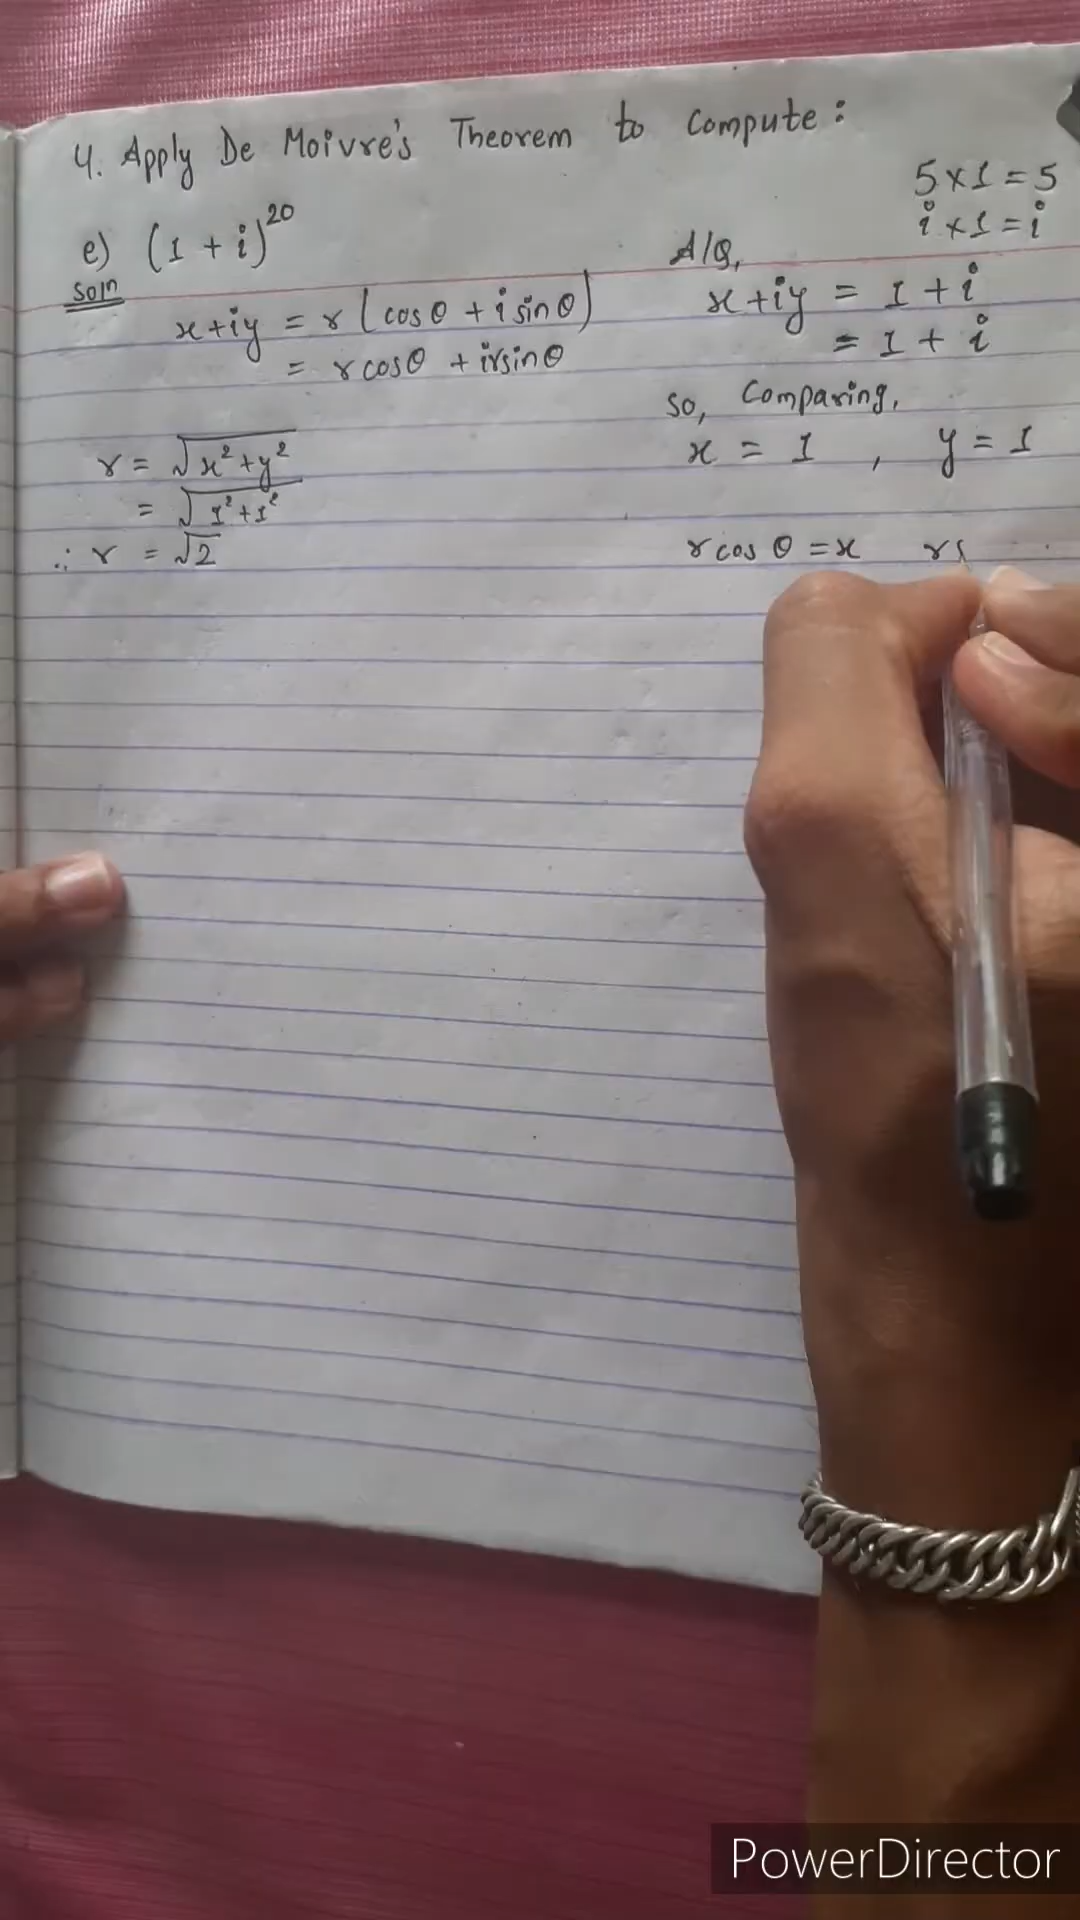 4. Apply De Moivre's Theorem to compute:
e) (1 + i)^20
soln
x+iy = r(cosθ + i sinθ)
= r cosθ + irsinθ
r = √x²+y²
= √1²+1²
∴ r = √2
5×1=5
i×1=i
A/Q,
x+iy = 1+i
= 1+i
so, Comparing,
x = 1 , y = 1
r cos θ = x rs
PowerDirector